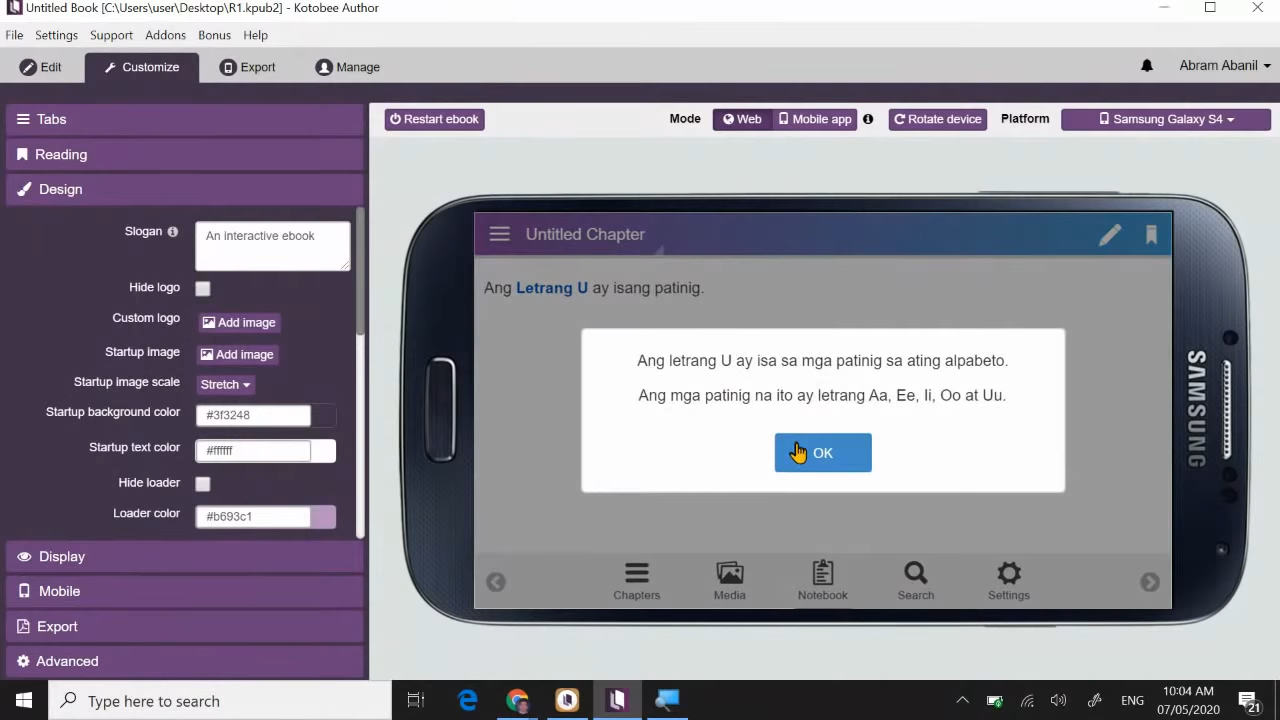 Untitled Book [C:\Users\user\Desktop\R1.kpub2] - Kotobee Author
File Settings Support Addons Bonus Help
Edit Customize Export Manage Abram Abanil
Tabs
Restart ebook Mode Web Mobile app Rotate device Platform Samsung Galaxy S4
Reading
Design
Slogan An interactive ebook
Hide logo
Custom logo Add image
Startup image Add image
Startup image scale Stretch
Startup background color #3f3248
Startup text color #ffffff
Hide loader
Loader color #b693c1
Display
Mobile
Export
Advanced
Untitled Chapter
Ang Letrang U ay isang patinig.
Ang letrang U ay isa sa mga patinig sa ating alpabeto.
Ang mga patinig na ito ay letrang Aa, Ee, Ii, Oo at Uu.
OK
Chapters Media Notebook Search Settings
SAMSUNG
Type here to search
ENG
10:04 AM
07/05/2020
21